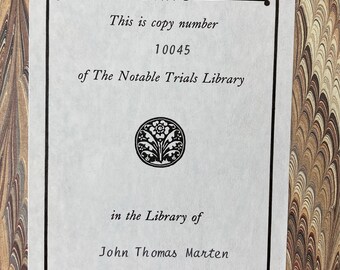 This is copy number
10045
of The Notable Trials Library
in the Library of
John Thomas Marten